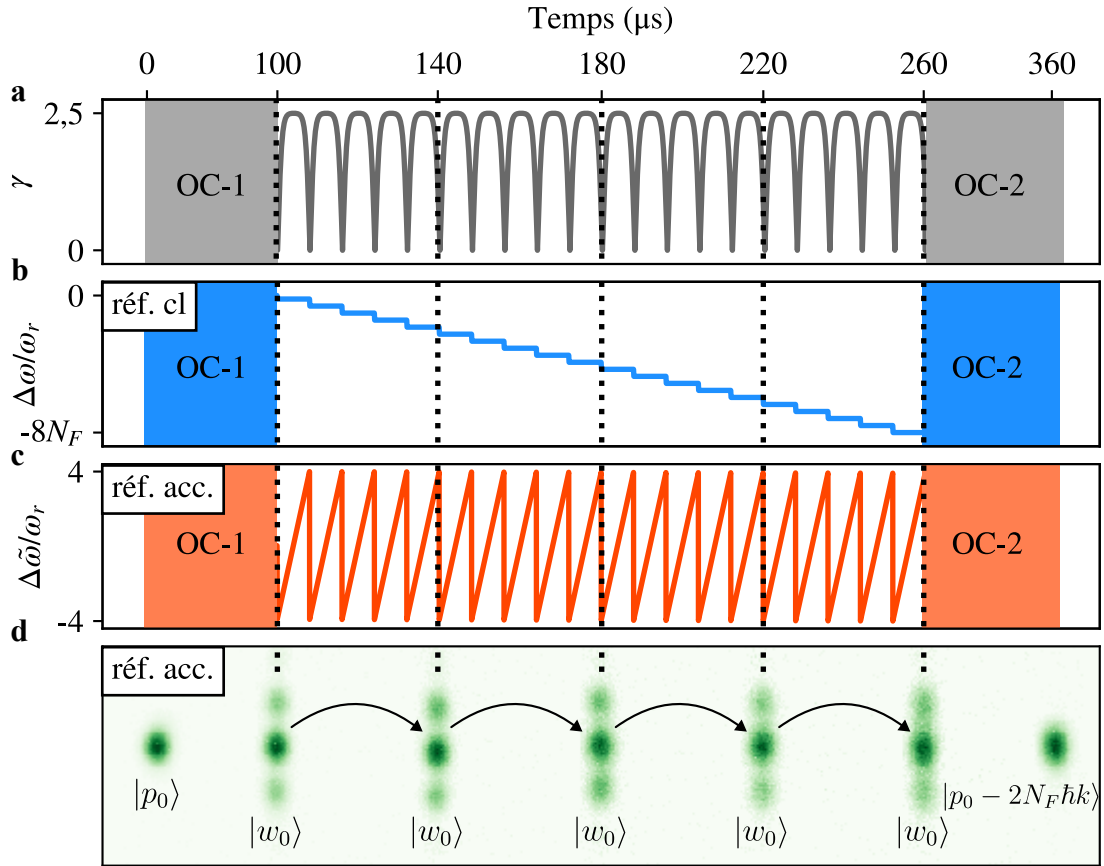 Temps (μs)
0 100 140 180 220 260 360
a
2,5
γ
0
OC-1
OC-2
b
0
Δω/ω_r
-8N_F
réf. cl
OC-1
OC-2
c
4
Δω̃/ω_r
-4
réf. acc.
OC-1
OC-2
d
réf. acc.
|p_0⟩
|w_0⟩
|w_0⟩
|w_0⟩
|w_0⟩
|w_0⟩
|p_0 − 2N_Fℏk⟩